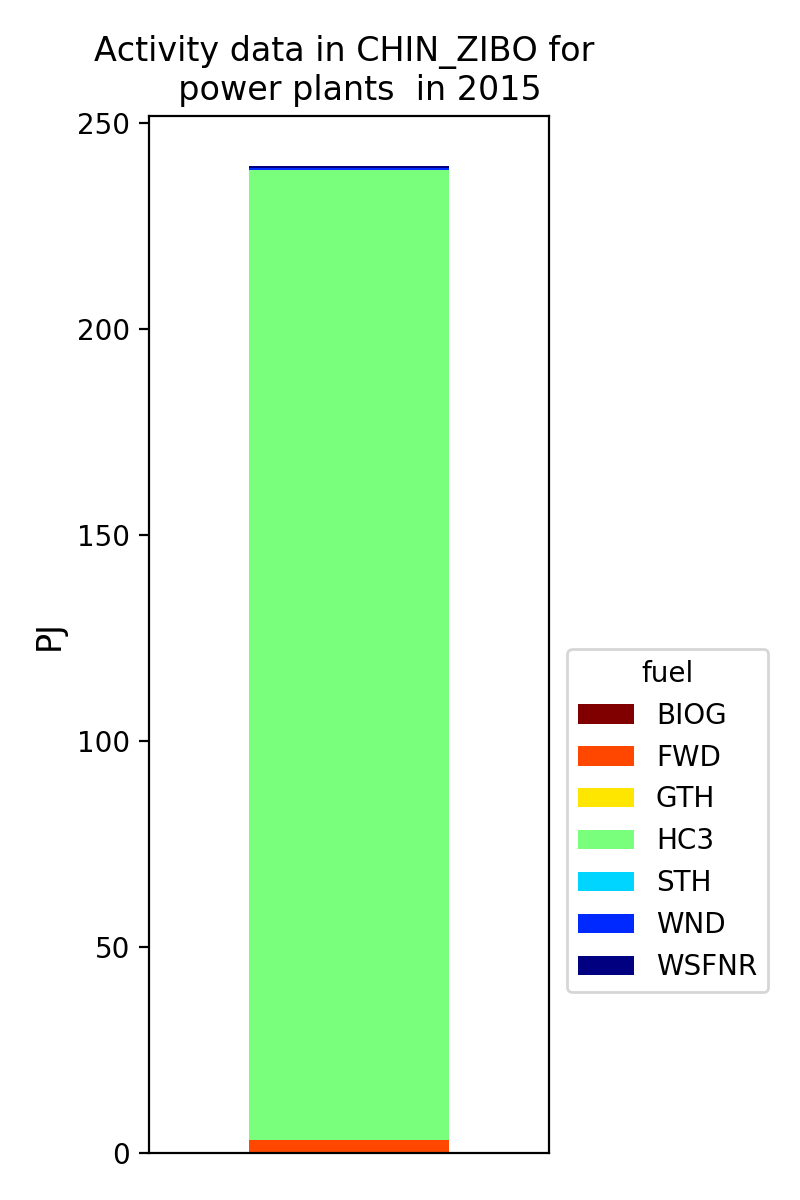 Activity data in CHIN_ZIBO for
power plants  in 2015
250
200
150
100
50
0
PJ
fuel
BIOG
FWD
GTH
HC3
STH
WND
WSFNR